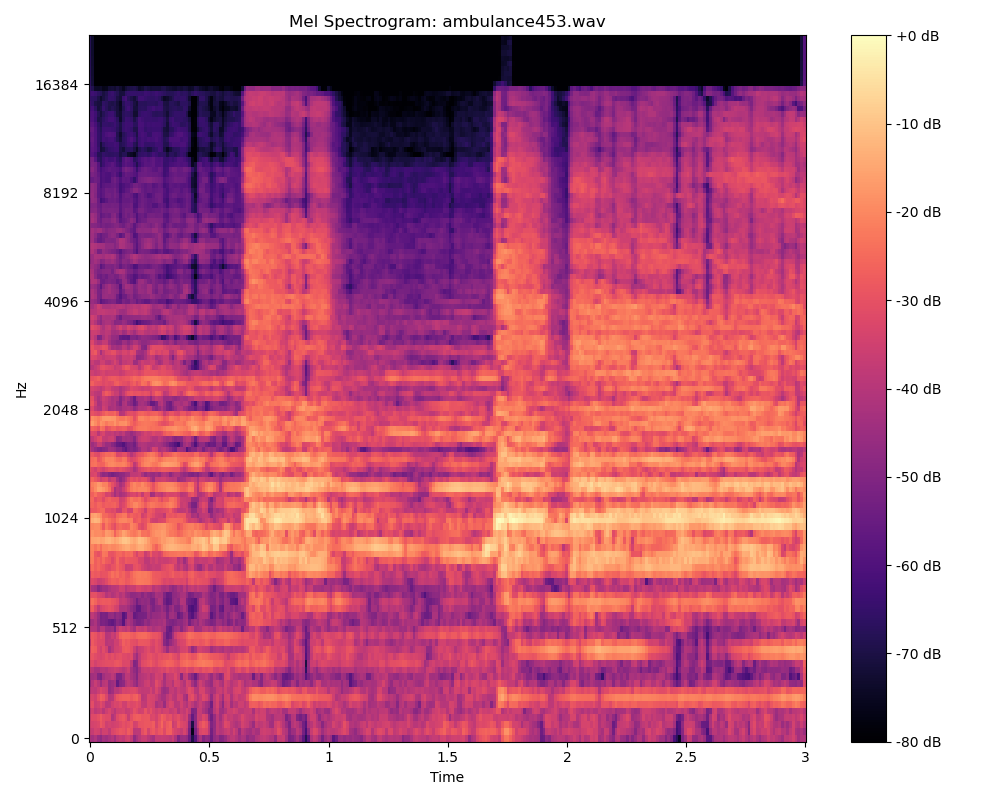 Mel Spectrogram: ambulance453.wav
+0 dB
16384
-10 dB
8192
-20 dB
4096
-30 dB
Hz
2048
-40 dB
-50 dB
1024
-60 dB
512
-70 dB
0
-80 dB
0 0.5 1 1.5 2 2.5 3
Time